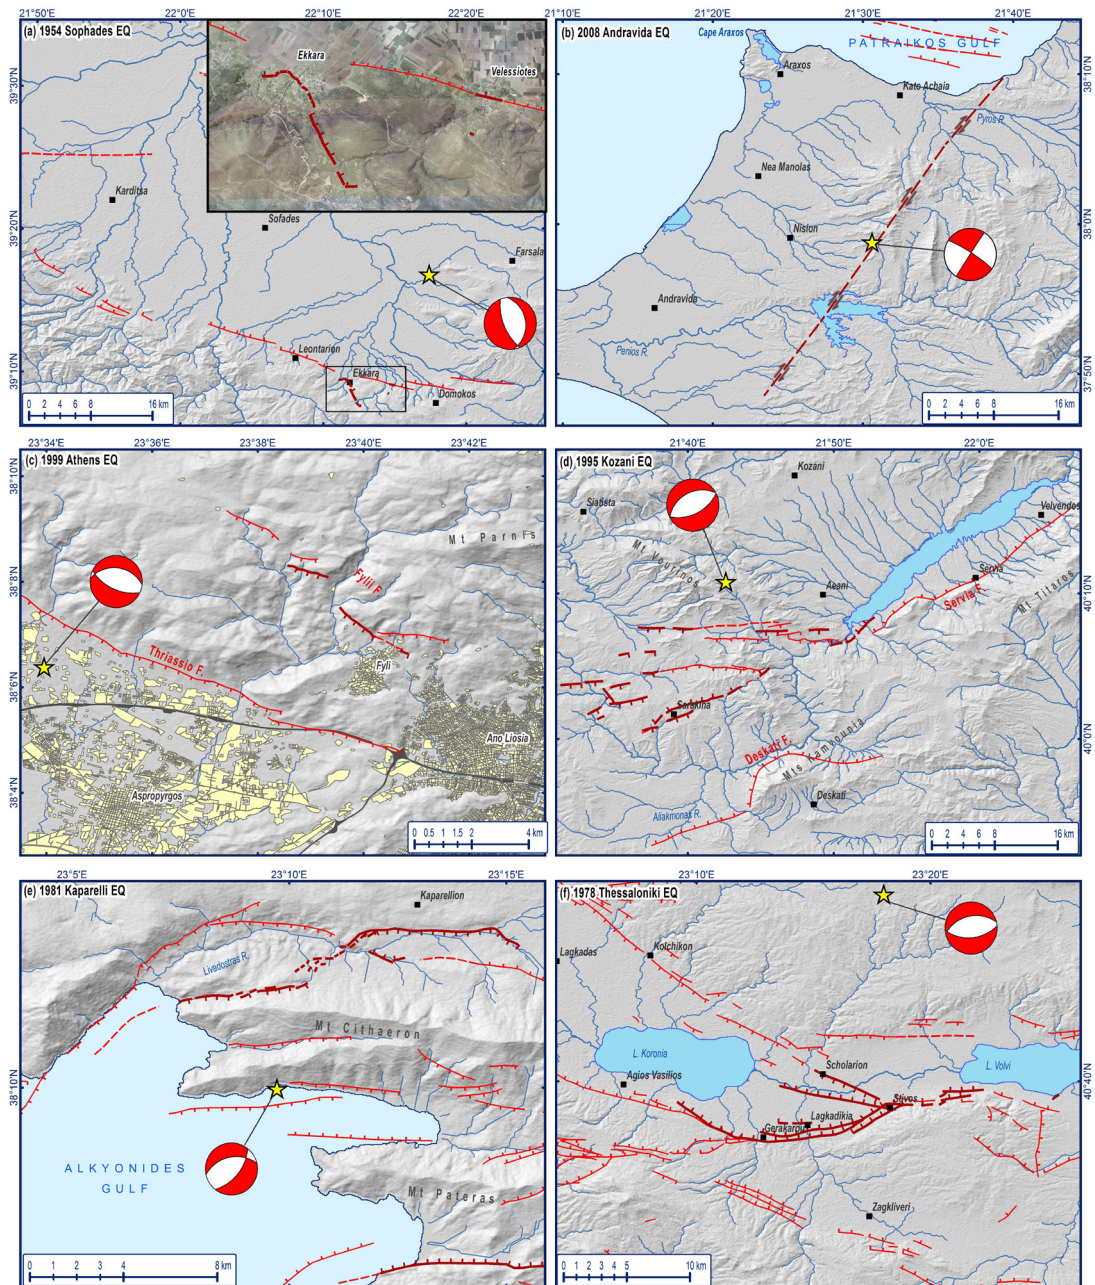 21°50'E
22°0'E
22°10'E
22°20'E
(a) 1954 Sophades EQ
Ekkara
Velessiotes
39°30'N
Karditsa
39°20'N
Sofades
Farsala
Leontarion
39°10'N
Ekkara
Domokos
0 2 4 6 8 16 km
21°10'E
21°20'E
21°30'E
21°40'E
(b) 2008 Andravida EQ
Cape Araxos
PATRAIKOS GULF
Araxos
38°10'N
Kato Achaia
Pyros R.
Nea Manolas
38°0'N
Nision
Andravida
Penios R.
37°50'N
0 2 4 8 16 km
23°34'E
23°36'E
23°38'E
23°40'E
23°42'E
(c) 1999 Athens EQ
38°10'N
Mt Parnis
38°8'N
Fylii F.
Thriassio F.
Fyli
38°6'N
Ano Liosia
Aspropyrgos
38°4'N
0 0.5 1 1.5 2 4 km
21°40'E
21°50'E
22°0'E
(d) 1995 Kozani EQ
Kozani
Siatista
Velvendos
Mt Vourinos
Servia
Aeani
40°10'N
Servia F.
Mt Titaros
Sarakina
40°0'N
Deskati F.
Mts Kamvounia
Deskati
Aliakmonas R.
0 2 4 6 8 16 km
23°5'E
23°10'E
23°15'E
(e) 1981 Kaparelli EQ
Kaparellion
Livadostras R.
Mt Cithaeron
38°10'N
ALKYONIDES
GULF
Mt Pateras
0 1 2 3 4 8 km
23°10'E
23°20'E
(f) 1978 Thessaloniki EQ
Lagkadas
Kolchikon
L. Koronia
Scholarion
L. Volvi
Agios Vasilios
40°40'N
Stivos
Lagkadikia
Gerakarou
Zagkliveri
0 1 2 3 4 5 10 km